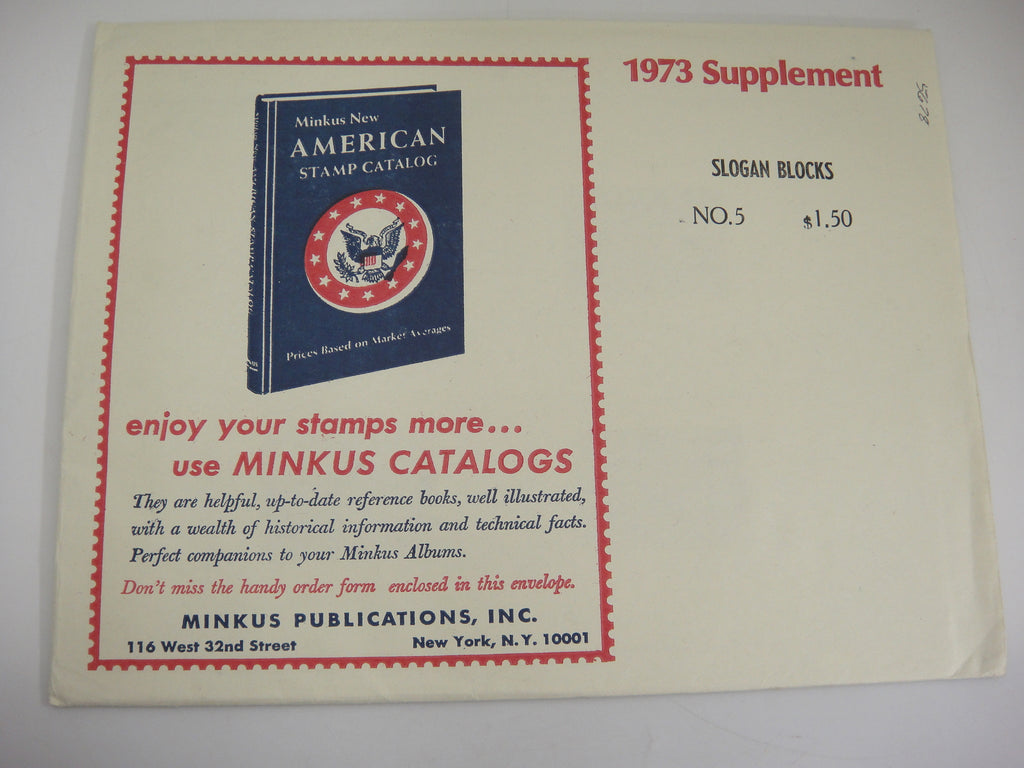 1973 Supplement
SLOGAN BLOCKS
NO.5 $1.50
Minkus New
AMERICAN
STAMP CATALOG
Prices Based on Market Averages
enjoy your stamps more...
use MINKUS CATALOGS
They are helpful, up-to-date reference books, well illustrated,
with a wealth of historical information and technical facts.
Perfect companions to your Minkus Albums.
Don't miss the handy order form enclosed in this envelope.
MINKUS PUBLICATIONS, INC.
116 West 32nd Street New York, N.Y. 10001